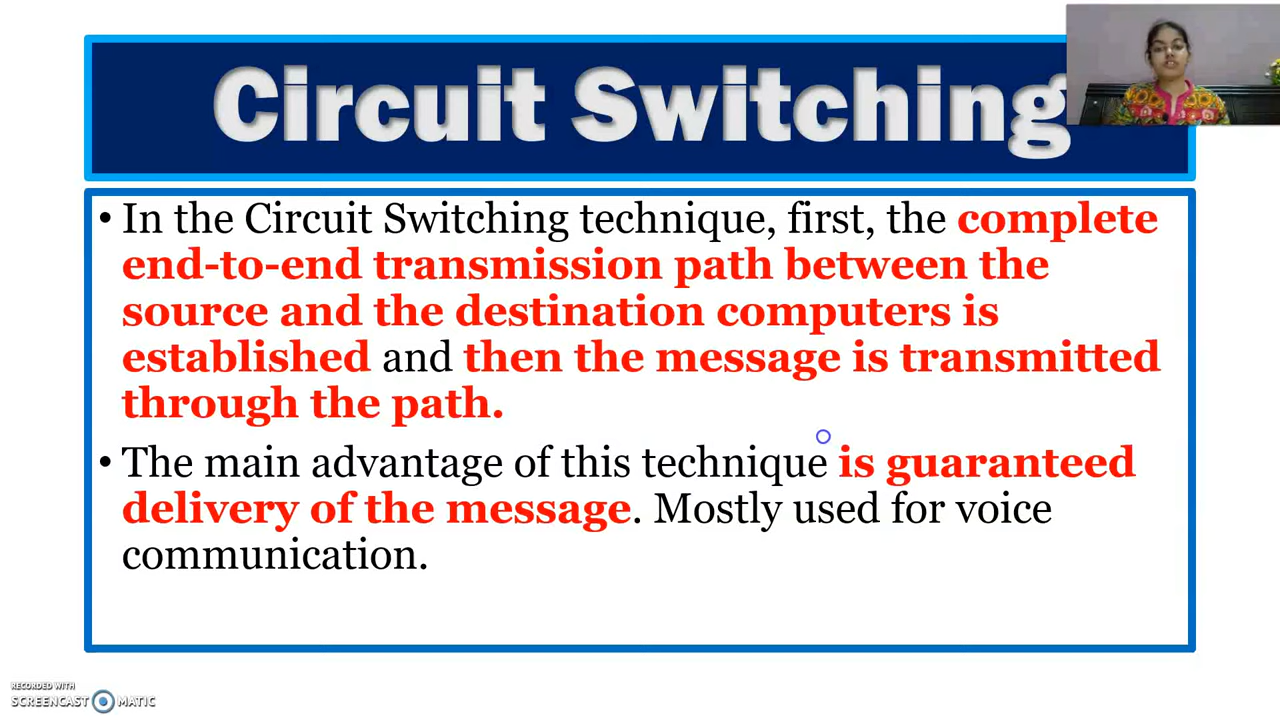 Circuit Switching
• In the Circuit Switching technique, first, the complete
end-to-end transmission path between the
source and the destination computers is
established and then the message is transmitted
through the path.
• The main advantage of this technique is guaranteed
delivery of the message. Mostly used for voice
communication.
RECORDED WITH
SCREENCAST MATIC